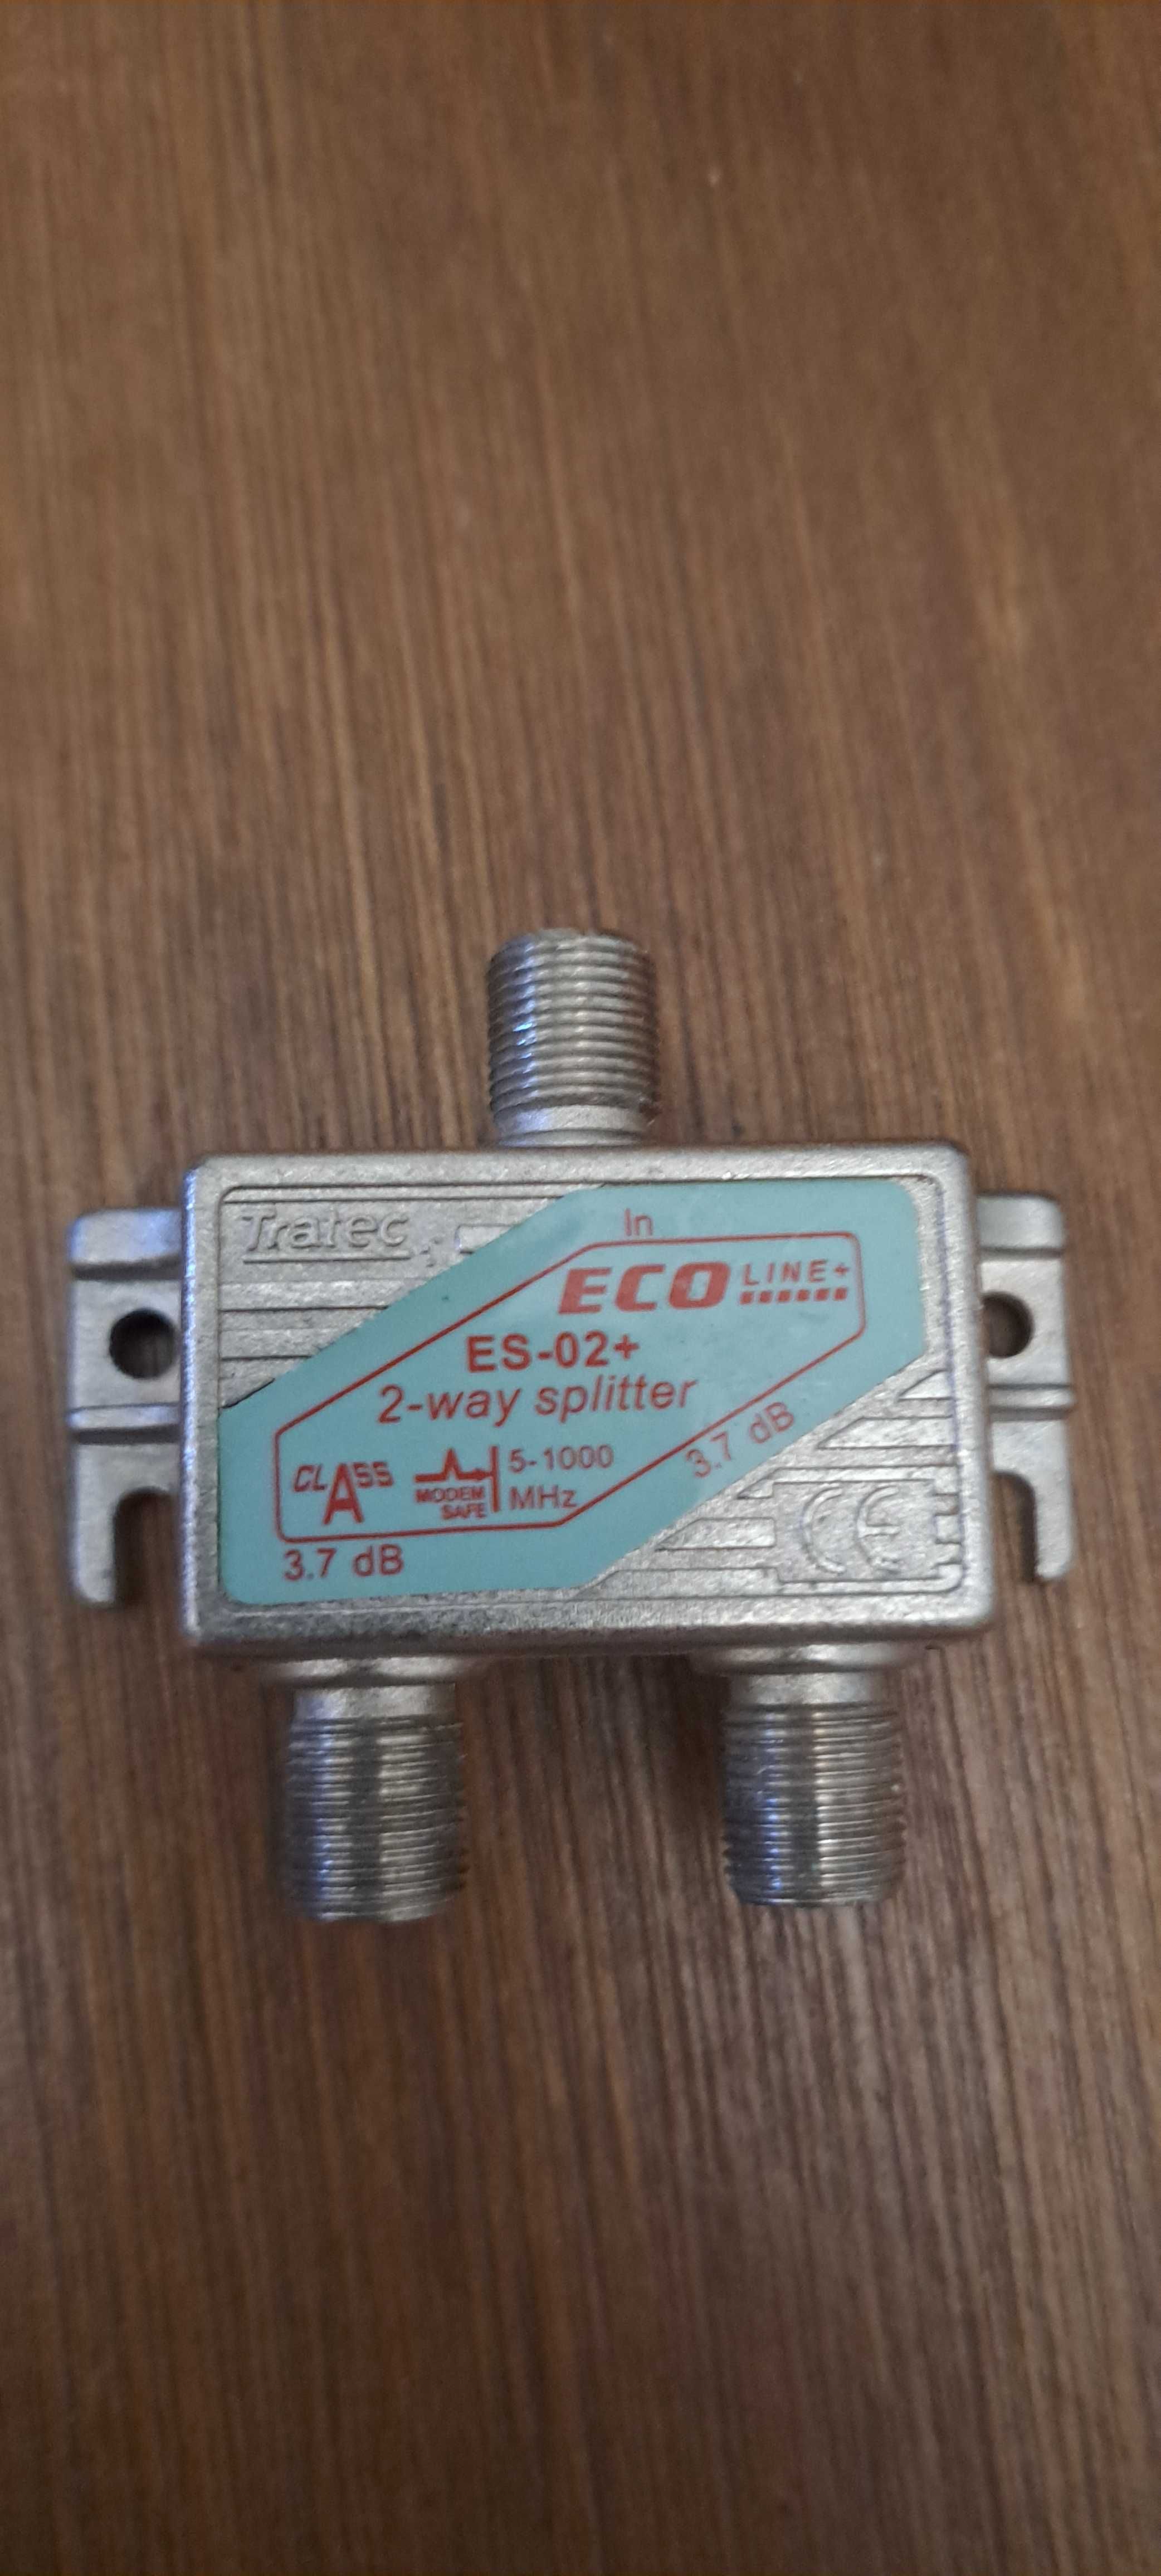 Tratec
In
ECO LINE+
ES-02+
2-way splitter
CLASS A
MODEM SAFE
5-1000 MHz
3.7 dB
3.7 dB
CE